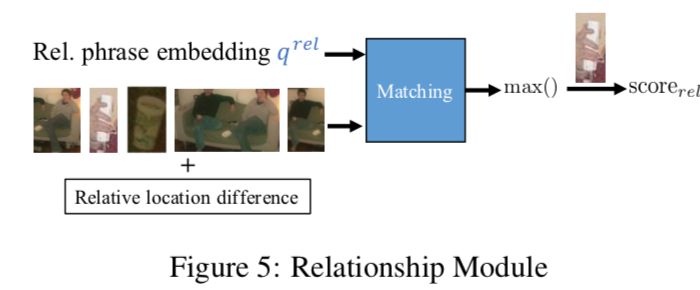 Rel. phrase embedding q^rel
Matching
max()
score_rel
+
Relative location difference
Figure 5: Relationship Module